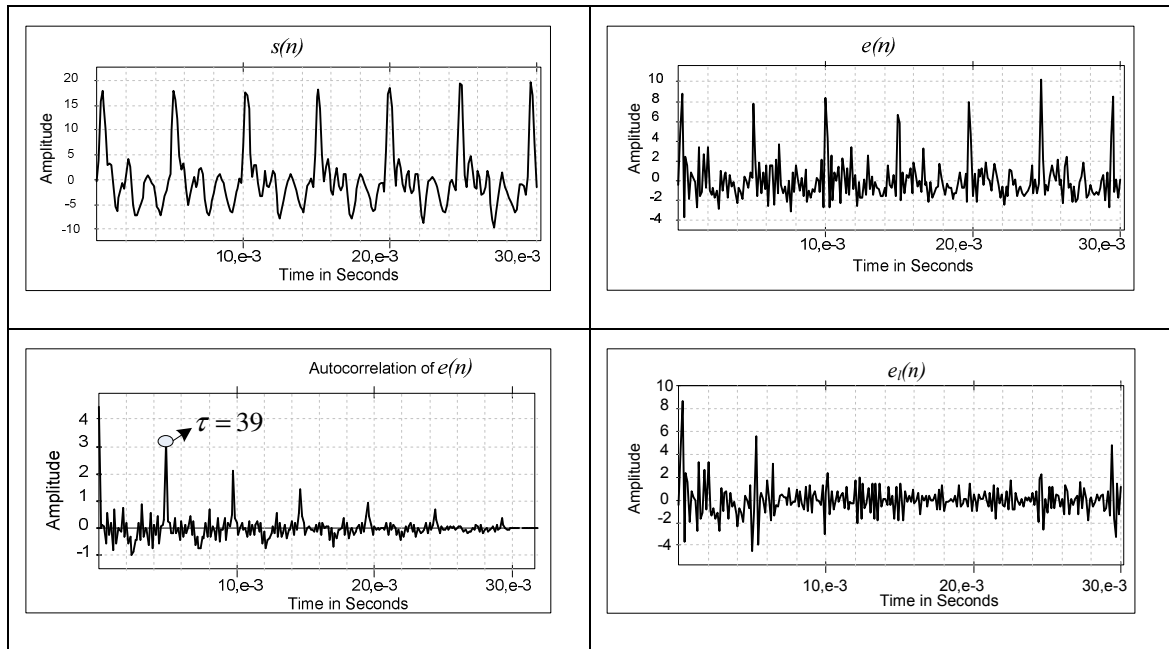 s(n)
20
15
10
5
0
-5
-10
Amplitude
10,e-3
20,e-3
30,e-3
Time in Seconds
e(n)
10
8
6
4
2
0
-2
-4
Amplitude
10,e-3
20,e-3
30,e-3
Time in Seconds
Autocorrelation of e(n)
τ = 39
4
3
2
1
0
-1
Amplitude
10,e-3
20,e-3
30,e-3
Time in Seconds
e_l(n)
10
8
6
4
2
0
-2
-4
Amplitude
10,e-3
20,e-3
30,e-3
Time in Seconds